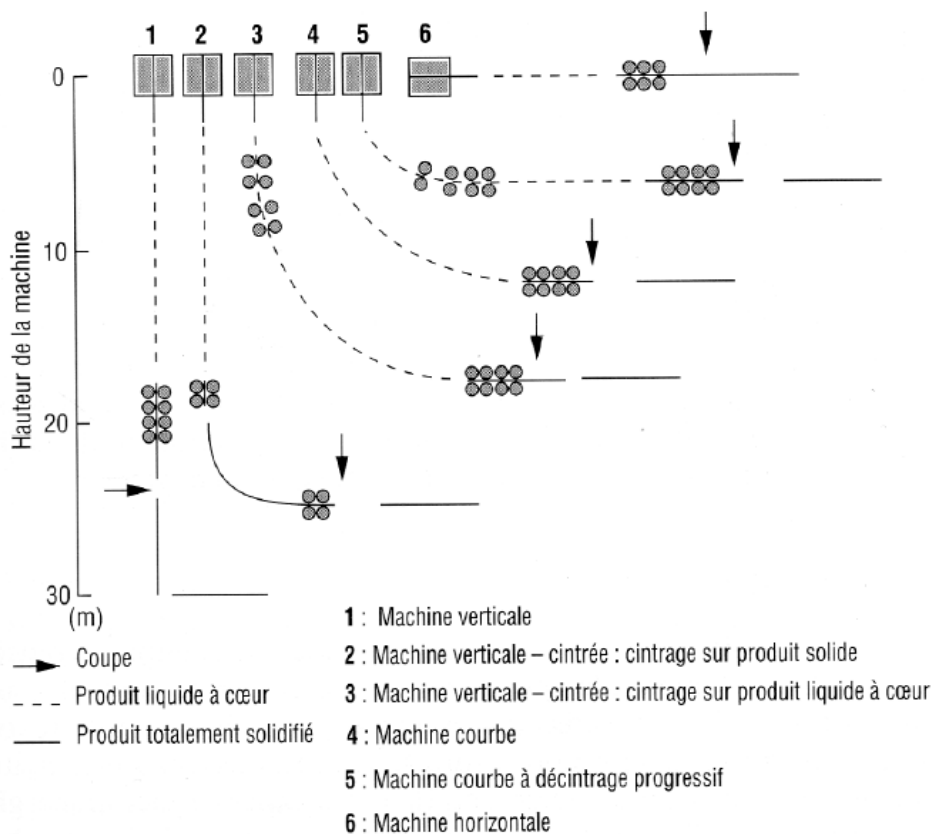 1 2 3 4 5 6
0
10
20
30
(m)
Hauteur de la machine
Coupe
Produit liquide à cœur
Produit totalement solidifié
1 : Machine verticale
2 : Machine verticale – cintrée : cintrage sur produit solide
3 : Machine verticale – cintrée : cintrage sur produit liquide à cœur
4 : Machine courbe
5 : Machine courbe à décintrage progressif
6 : Machine horizontale